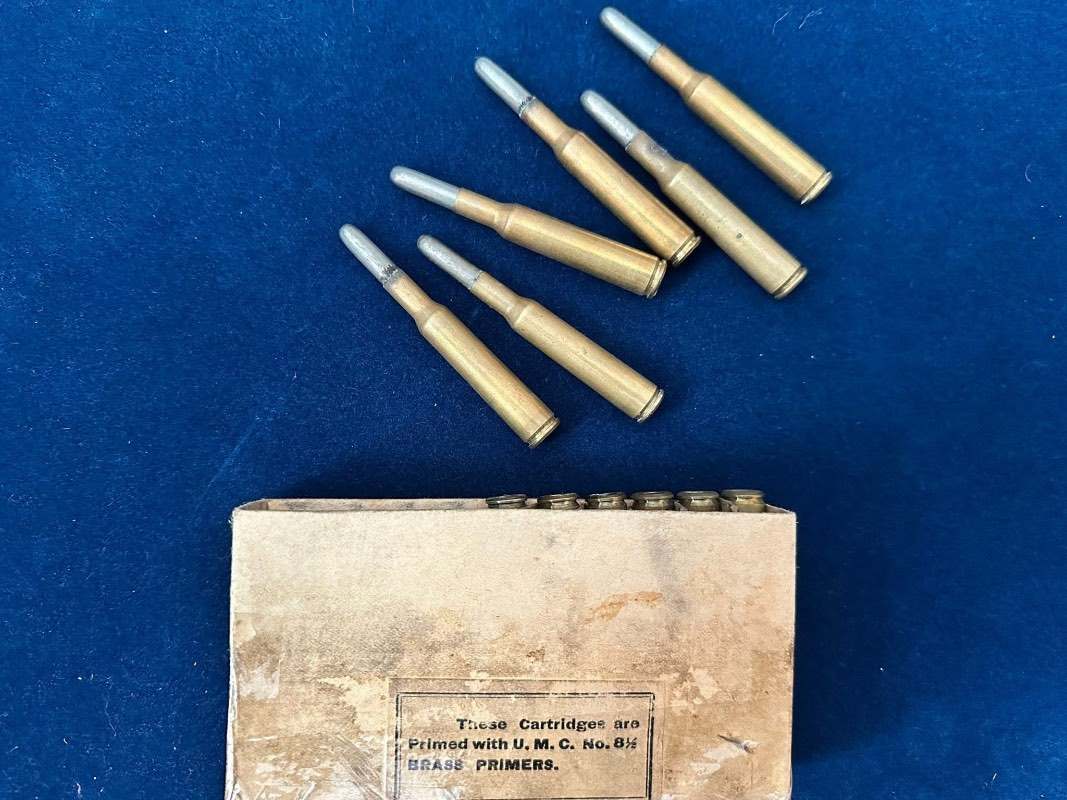 These Cartridges are
Primed with U. M. C. No. 8½
BRASS PRIMERS.